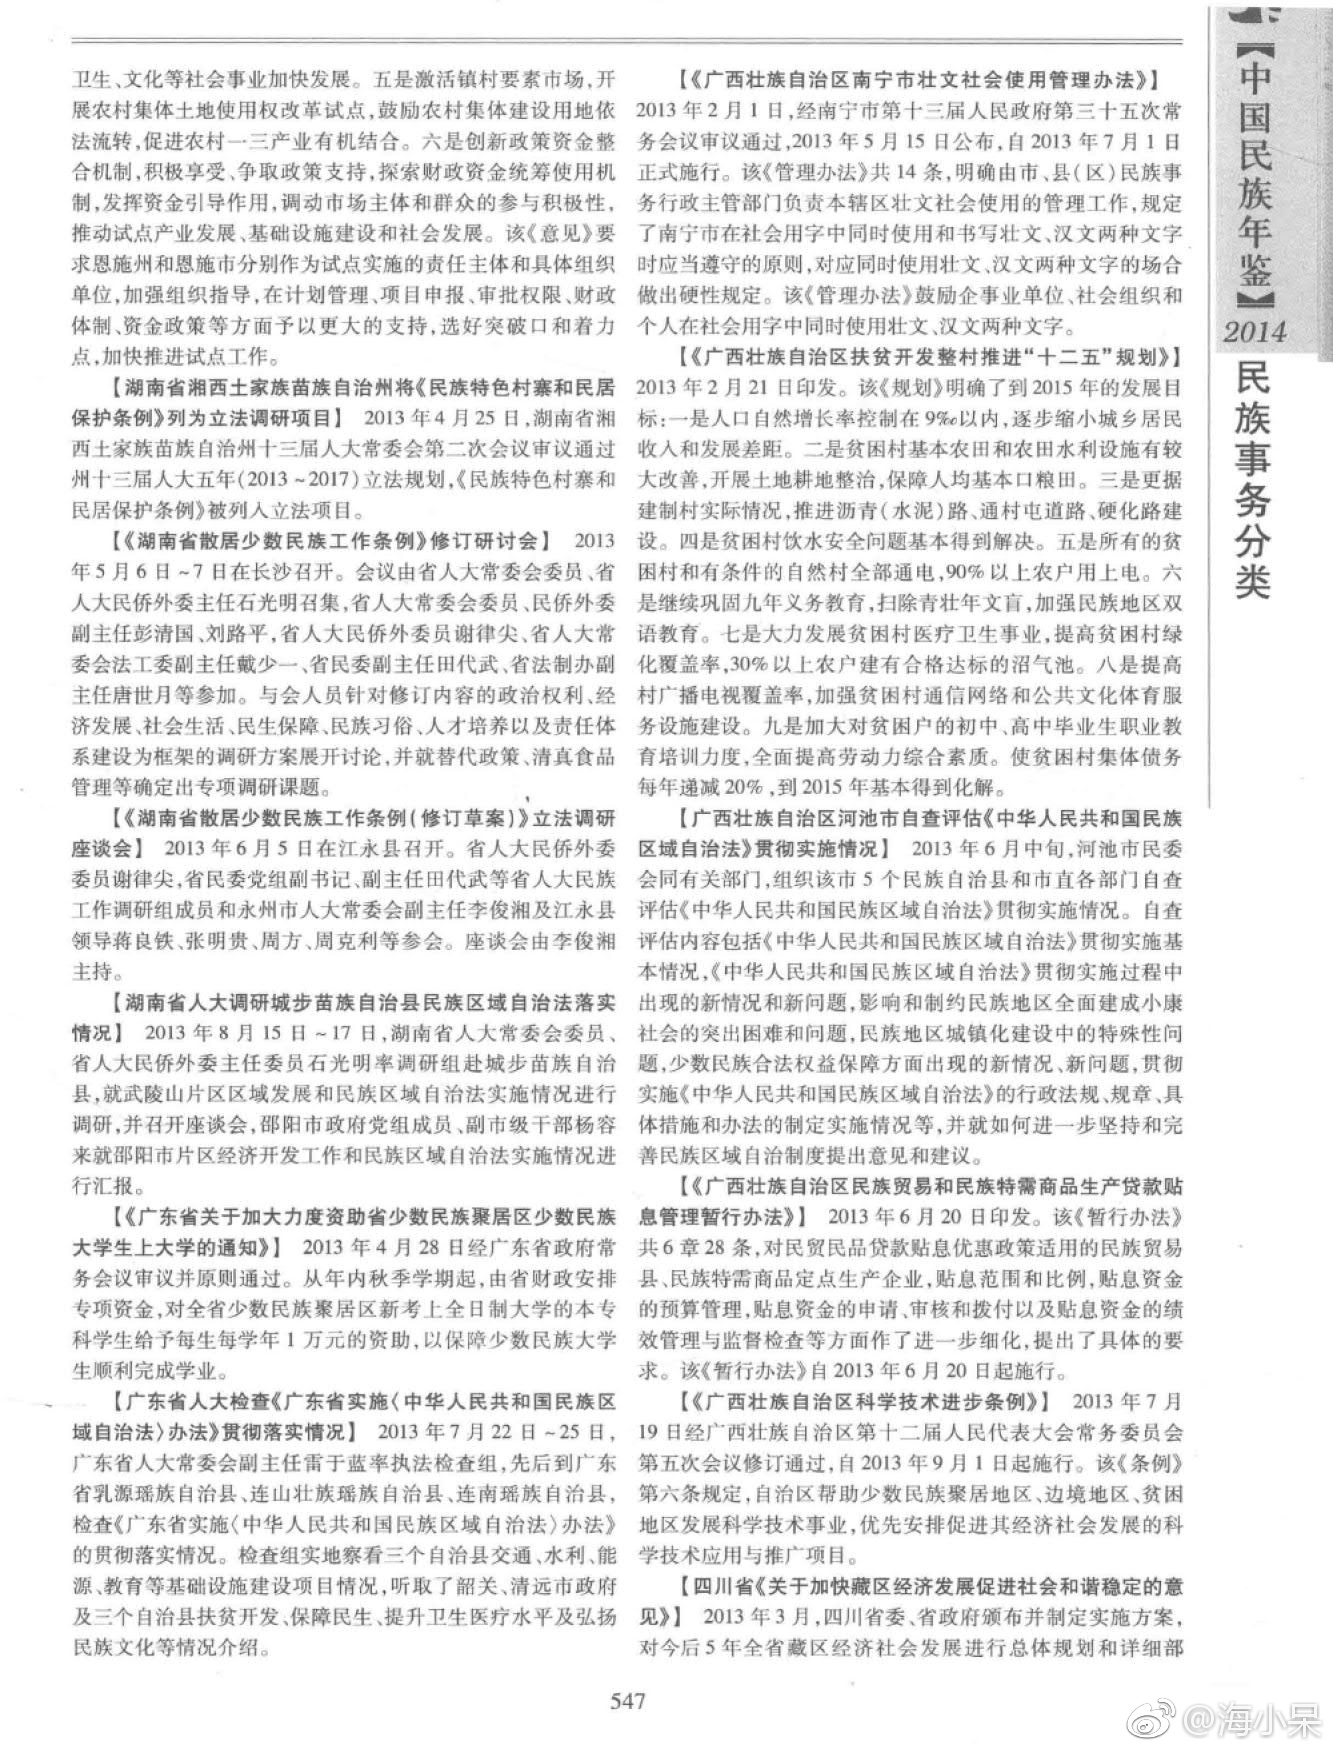 卫生、文化等社会事业加快发展。五是激活镇村要素市场,开
展农村集体土地使用权改革试点,鼓励农村集体建设用地依
法流转,促进农村一三产业有机结合。六是创新政策资金整
合机制,积极享受、争取政策支持,探索财政资金统筹使用机
制,发挥资金引导作用,调动市场主体和群众的参与积极性,
推动试点产业发展、基础设施建设和社会发展。该《意见》要
求恩施州和恩施市分别作为试点实施的责任主体和具体组织
单位,加强组织指导,在计划管理、项目申报、审批权限、财政
体制、资金政策等方面予以更大的支持,选好突破口和着力
点,加快推进试点工作。
【湖南省湘西土家族苗族自治州将《民族特色村寨和民居
保护条例》列为立法调研项目】 2013年4月25日,湖南省湘
西土家族苗族自治州十三届人大常委会第二次会议审议通过
州十三届人大五年(2013~2017)立法规划,《民族特色村寨和
民居保护条例》被列入立法项目。
【《湖南省散居少数民族工作条例》修订研讨会】 2013
年5月6日~7日在长沙召开。会议由省人大常委会委员、省
人大民侨外委主任石光明召集,省人大常委会委员、民侨外委
副主任彭清国、刘路平,省人大民侨外委员谢律尖、省人大常
委会法工委副主任戴少一、省民委副主任田代武、省法制办副
主任唐世月等参加。与会人员针对修订内容的政治权利、经
济发展、社会生活、民生保障、民族习俗、人才培养以及责任体
系建设为框架的调研方案展开讨论,并就替代政策、清真食品
管理等确定出专项调研课题。
【《湖南省散居少数民族工作条例(修订草案)》立法调研
座谈会】 2013年6月5日在江永县召开。省人大民侨外委
委员谢律尖,省民委党组副书记、副主任田代武等省人大民族
工作调研组成员和永州市人大常委会副主任李俊湘及江永县
领导蒋良铁、张明贵、周方、周克利等参会。座谈会由李俊湘
主持。
【湖南省人大调研城步苗族自治县民族区域自治法落实
情况】 2013年8月15日~17日,湖南省人大常委会委员、
省人大民侨外委主任委员石光明率调研组赴城步苗族自治
县,就武陵山片区区域发展和民族区域自治法实施情况进行
调研,并召开座谈会,邵阳市政府党组成员、副市级干部杨容
来就邵阳市片区经济开发工作和民族区域自治法实施情况进
行汇报。
【《广东省关于加大力度资助省少数民族聚居区少数民族
大学生上大学的通知》】 2013年4月28日经广东省政府常
务会议审议并原则通过。从年内秋季学期起,由省财政安排
专项资金,对全省少数民族聚居区新考上全日制大学的本专
科学生给予每生每学年1万元的资助,以保障少数民族大学
生顺利完成学业。
【广东省人大检查《广东省实施〈中华人民共和国民族区
域自治法〉办法》贯彻落实情况】 2013年7月22日~25日,
广东省人大常委会副主任雷于蓝率执法检查组,先后到广东
省乳源瑶族自治县、连山壮族瑶族自治县、连南瑶族自治县,
检查《广东省实施〈中华人民共和国民族区域自治法〉办法》
的贯彻落实情况。检查组实地察看三个自治县交通、水利、能
源、教育等基础设施建设项目情况,听取了韶关、清远市政府
及三个自治县扶贫开发、保障民生、提升卫生医疗水平及弘扬
民族文化等情况介绍。
【《广西壮族自治区南宁市壮文社会使用管理办法》】
2013年2月1日,经南宁市第十三届人民政府第三十五次常
务会议审议通过,2013年5月15日公布,自2013年7月1日
正式施行。该《管理办法》共14条,明确由市、县(区)民族事
务行政主管部门负责本辖区壮文社会使用的管理工作,规定
了南宁市在社会用字中同时使用和书写壮文、汉文两种文字
时应当遵守的原则,对应同时使用壮文、汉文两种文字的场合
做出硬性规定。该《管理办法》鼓励企事业单位、社会组织和
个人在社会用字中同时使用壮文、汉文两种文字。
【《广西壮族自治区扶贫开发整村推进“十二五”规划》】
2013年2月21日印发。该《规划》明确了到2015年的发展目
标:一是人口自然增长率控制在9‰以内,逐步缩小城乡居民
收入和发展差距。二是贫困村基本农田和农田水利设施有较
大改善,开展土地耕地整治,保障人均基本口粮田。三是更据
建制村实际情况,推进沥青(水泥)路、通村屯道路、硬化路建
设。四是贫困村饮水安全问题基本得到解决。五是所有的贫
困村和有条件的自然村全部通电,90%以上农户用上电。六
是继续巩固九年义务教育,扫除青壮年文盲,加强民族地区双
语教育。七是大力发展贫困村医疗卫生事业,提高贫困村绿
化覆盖率,30%以上农户建有合格达标的沼气池。八是提高
村广播电视覆盖率,加强贫困村通信网络和公共文化体育服
务设施建设。九是加大对贫困户的初中、高中毕业生职业教
育培训力度,全面提高劳动力综合素质。使贫困村集体债务
每年递减20%,到2015年基本得到化解。
【广西壮族自治区河池市自查评估《中华人民共和国民族
区域自治法》贯彻实施情况】 2013年6月中旬,河池市民委
会同有关部门,组织该市5个民族自治县和市直各部门自查
评估《中华人民共和国民族区域自治法》贯彻实施情况。自查
评估内容包括《中华人民共和国民族区域自治法》贯彻实施基
本情况,《中华人民共和国民族区域自治法》贯彻实施过程中
出现的新情况和新问题,影响和制约民族地区全面建成小康
社会的突出困难和问题,民族地区城镇化建设中的特殊性问
题,少数民族合法权益保障方面出现的新情况、新问题,贯彻
实施《中华人民共和国民族区域自治法》的行政法规、规章、具
体措施和办法的制定实施情况等,并就如何进一步坚持和完
善民族区域自治制度提出意见和建议。
【《广西壮族自治区民族贸易和民族特需商品生产贷款贴
息管理暂行办法》】 2013年6月20日印发。该《暂行办法》
共6章28条,对民贸民品贷款贴息优惠政策适用的民族贸易
县、民族特需商品定点生产企业,贴息范围和比例,贴息资金
的预算管理,贴息资金的申请、审核和拨付以及贴息资金的绩
效管理与监督检查等方面作了进一步细化,提出了具体的要
求。该《暂行办法》自2013年6月20日起施行。
【《广西壮族自治区科学技术进步条例》】 2013年7月
19日经广西壮族自治区第十二届人民代表大会常务委员会
第五次会议修订通过,自2013年9月1日起施行。该《条例》
第六条规定,自治区帮助少数民族聚居地区、边境地区、贫困
地区发展科学技术事业,优先安排促进其经济社会发展的科
学技术应用与推广项目。
【四川省《关于加快藏区经济发展促进社会和谐稳定的意
见》】 2013年3月,四川省委、省政府颁布并制定实施方案,
对今后5年全省藏区经济社会发展进行总体规划和详细部
【中国民族年鉴】
2014
民族事务分类
547
@海小呆